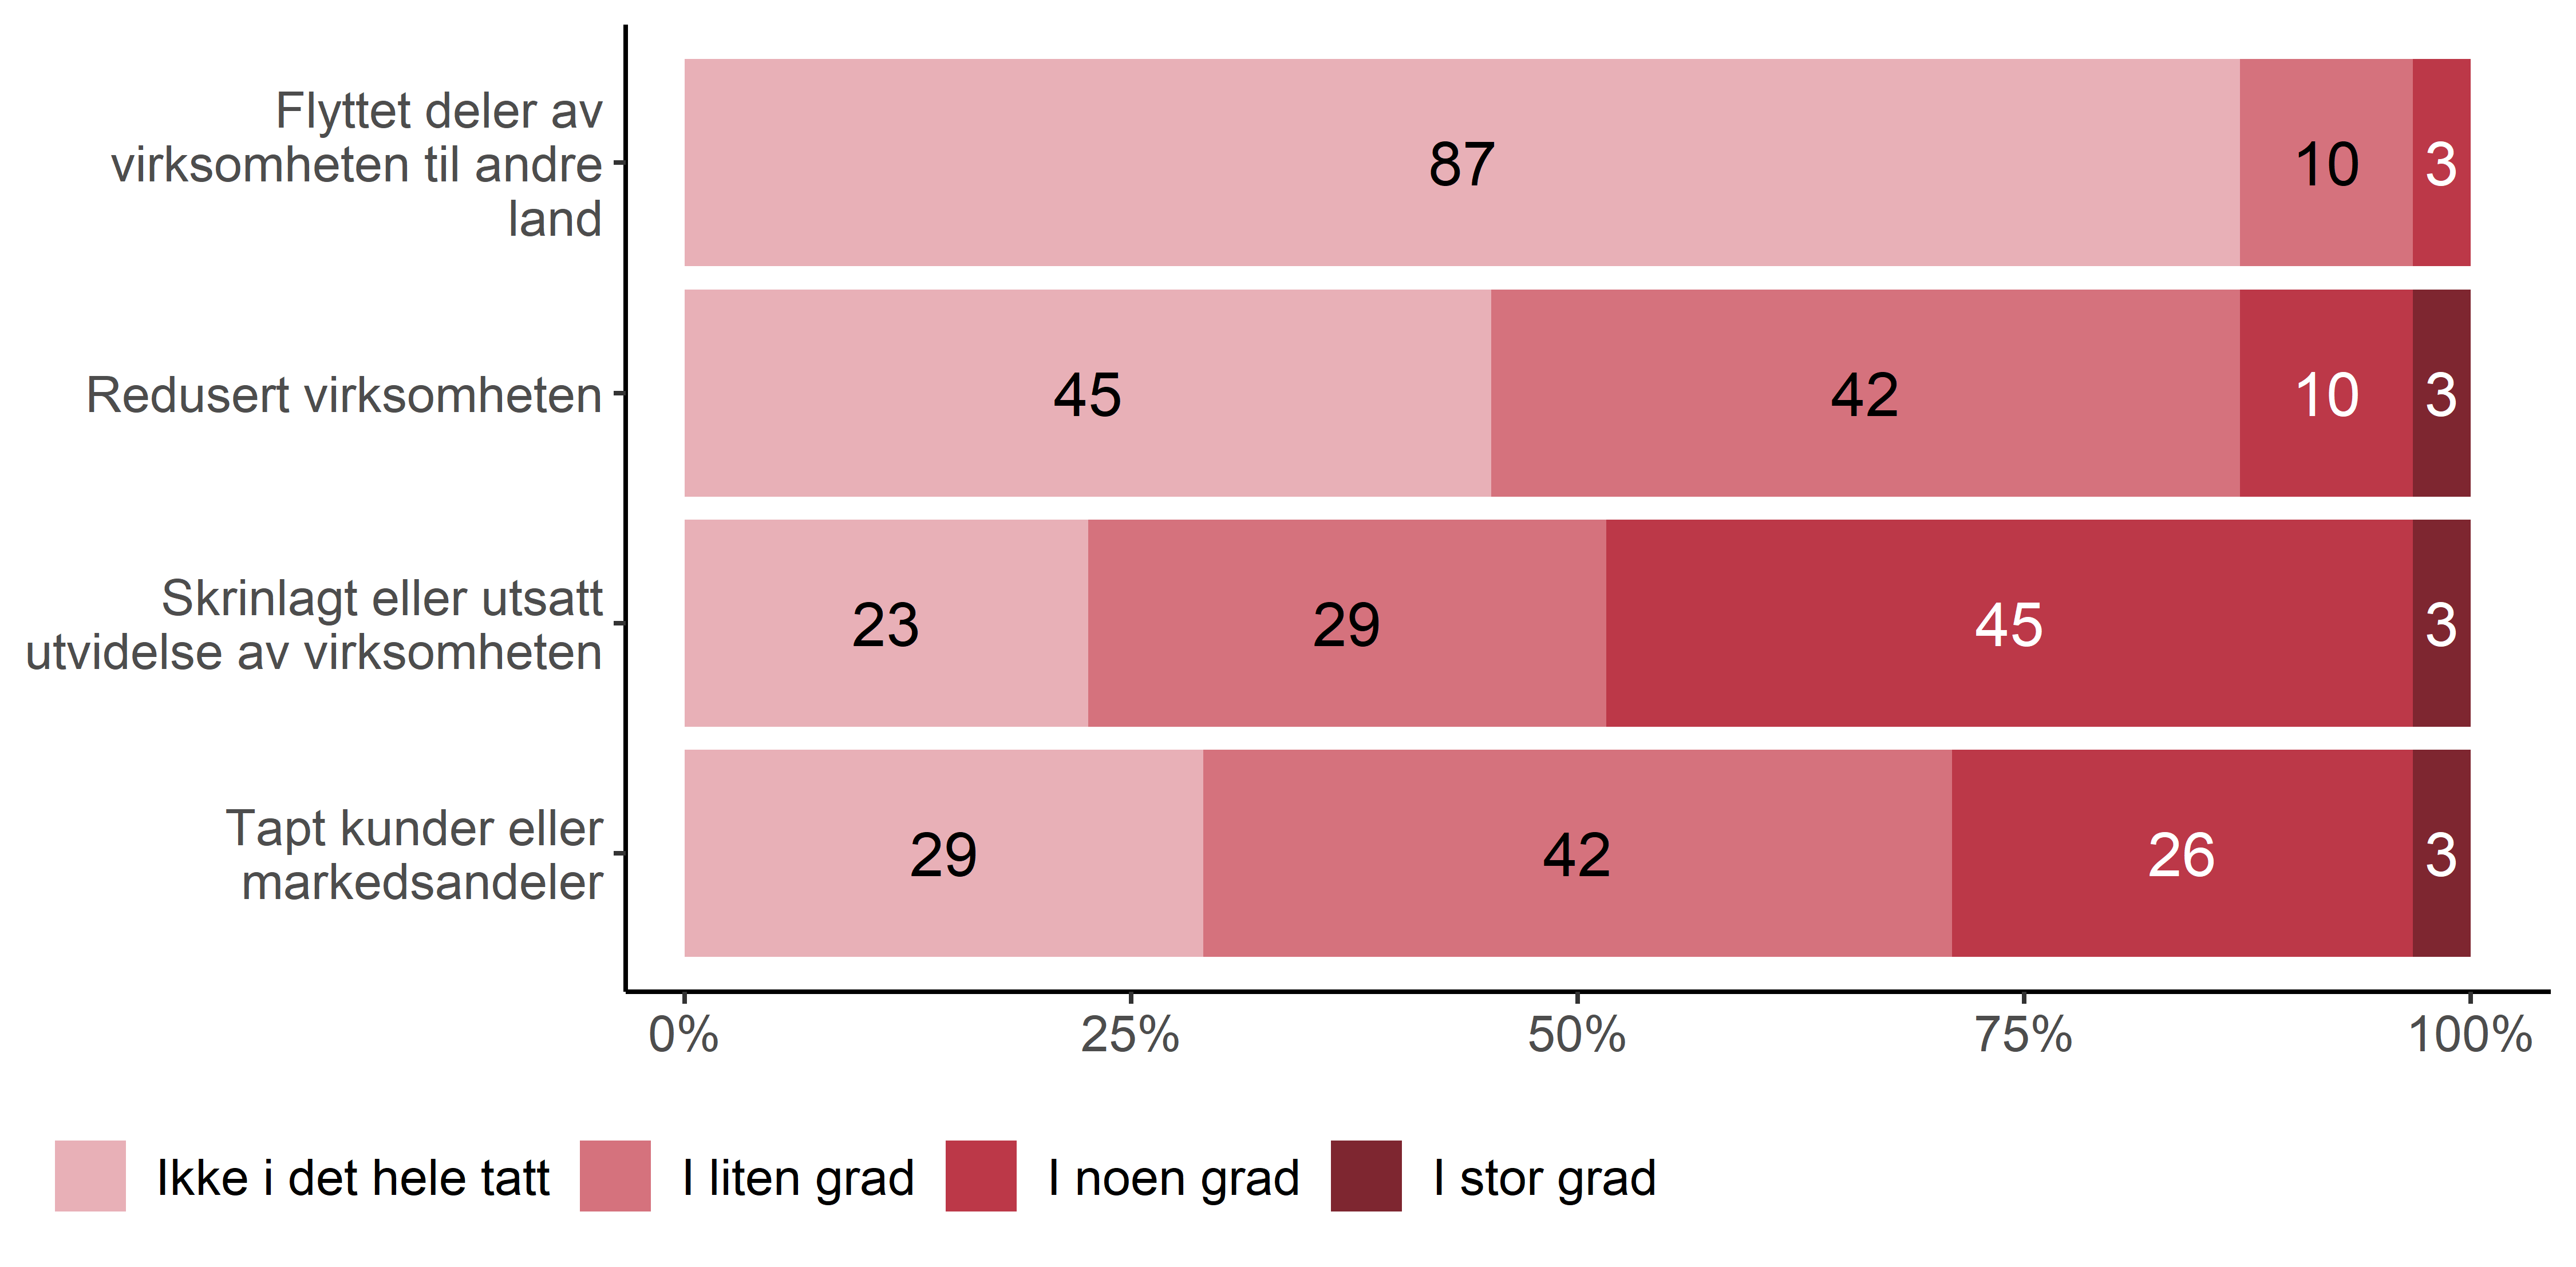 Flyttet deler av
virksomheten til andre
land
87
10
3
Redusert virksomheten
45
42
10
3
Skrinlagt eller utsatt
utvidelse av virksomheten
23
29
45
3
Tapt kunder eller
markedsandeler
29
42
26
3
0%
25%
50%
75%
100%
Ikke i det hele tatt
I liten grad
I noen grad
I stor grad